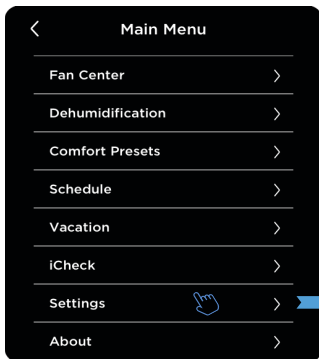 Main Menu
Fan Center
Dehumidification
Comfort Presets
Schedule
Vacation
iCheck
Settings
About